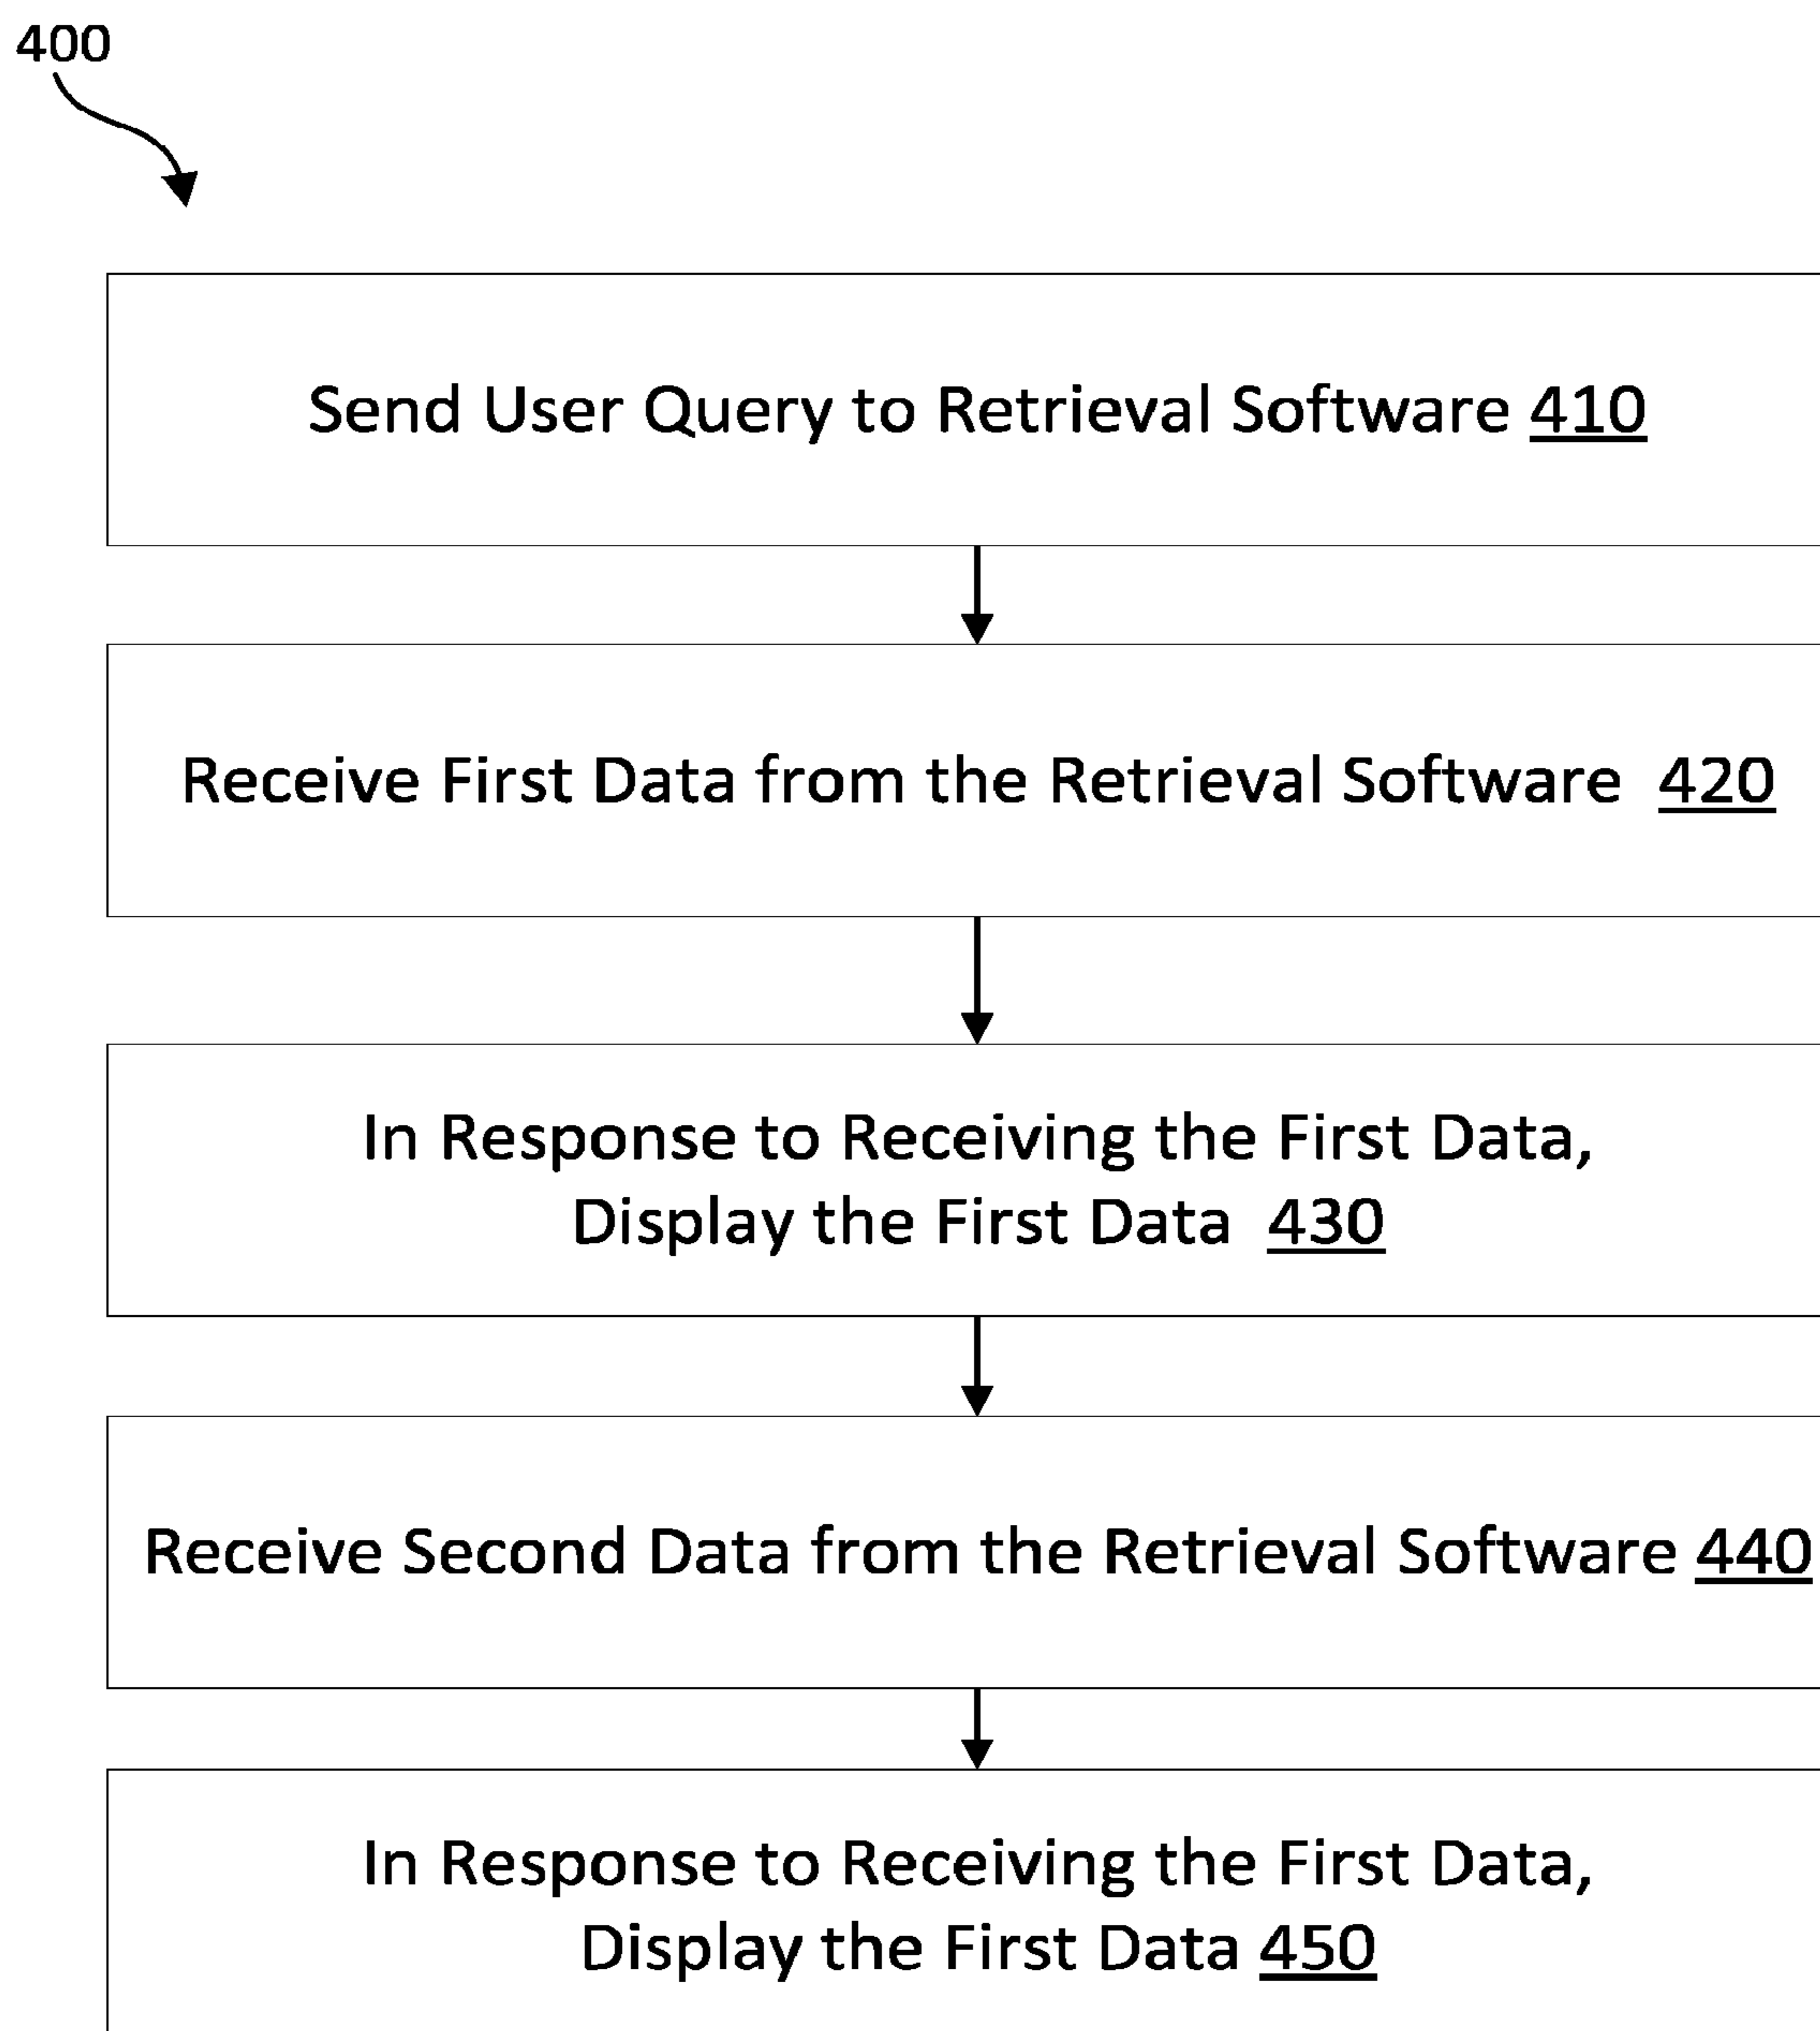 400
Send User Query to Retrieval Software 410
Receive First Data from the Retrieval Software 420
In Response to Receiving the First Data,
Display the First Data 430
Receive Second Data from the Retrieval Software 440
In Response to Receiving the First Data,
Display the First Data 450